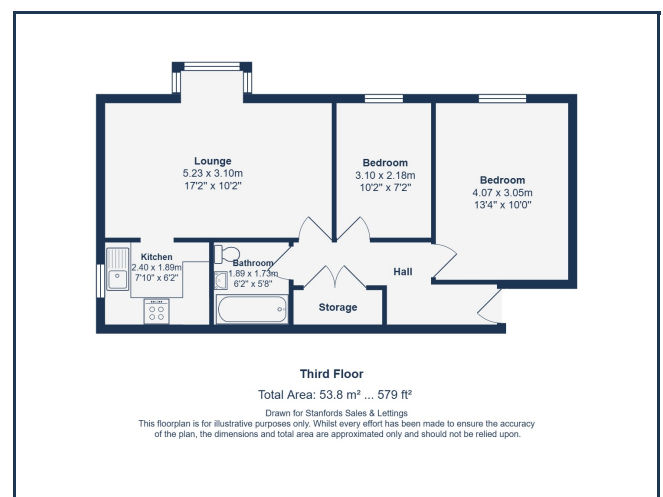 Lounge
5.23 x 3.10m
17'2" x 10'2"
Bedroom
3.10 x 2.18m
10'2" x 7'2"
Bedroom
4.07 x 3.05m
13'4" x 10'0"
Kitchen
2.40 x 1.89m
7'10" x 6'2"
Bathroom
1.89 x 1.73m
6'2" x 5'8"
Hall
Storage
Third Floor
Total Area: 53.8 m² ... 579 ft²
Drawn for Stanfords Sales & Lettings
This floorplan is for illustrative purposes only. Whilst every effort has been made to ensure the accuracy
of the plan, the dimensions and total area are approximated only and should not be relied upon.